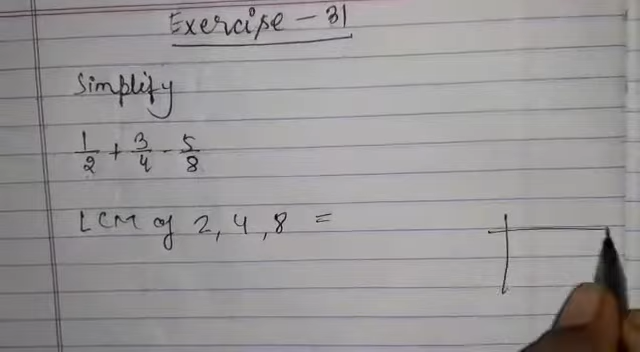 Exercise - 31
Simplify
1/2 + 3/4 - 5/8
LCM of 2, 4, 8 =